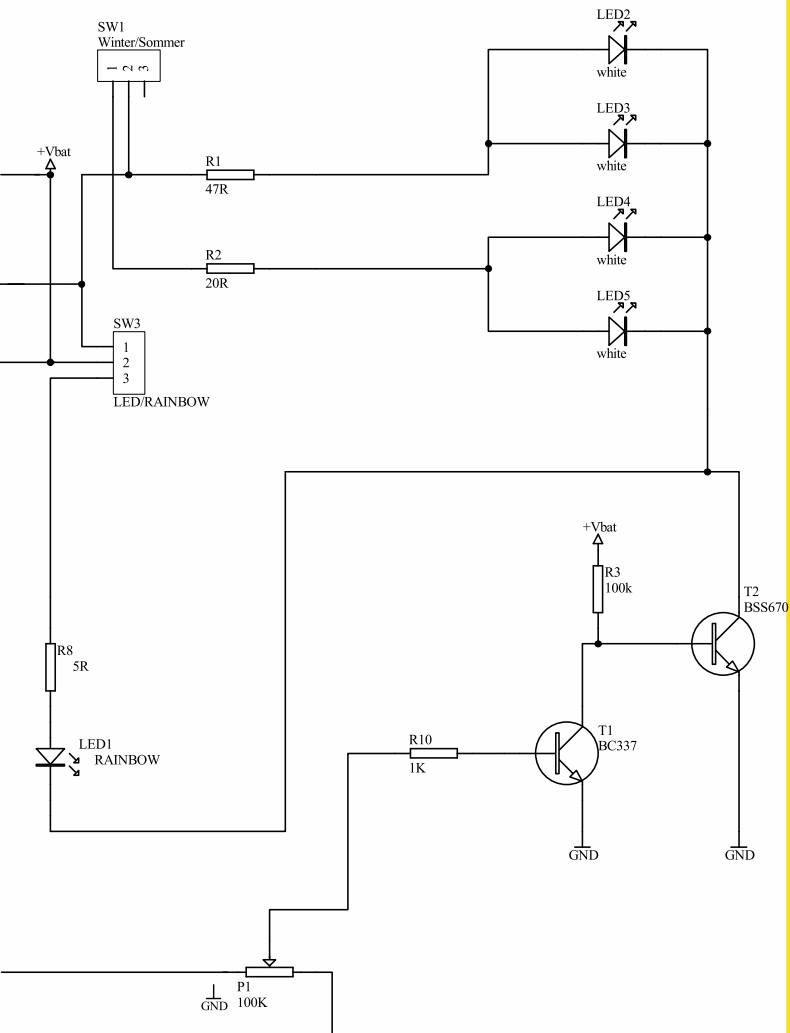 SW1
Winter/Sommer
1 2 3
LED2
white
LED3
white
+Vbat
R1
47R
LED4
white
R2
20R
LED5
white
SW3
1
2
3
LED/RAINBOW
+Vbat
R3
100k
T2
BSS670
R8
5R
LED1
RAINBOW
R10
1K
T1
BC337
GND
GND
P1
100K
GND